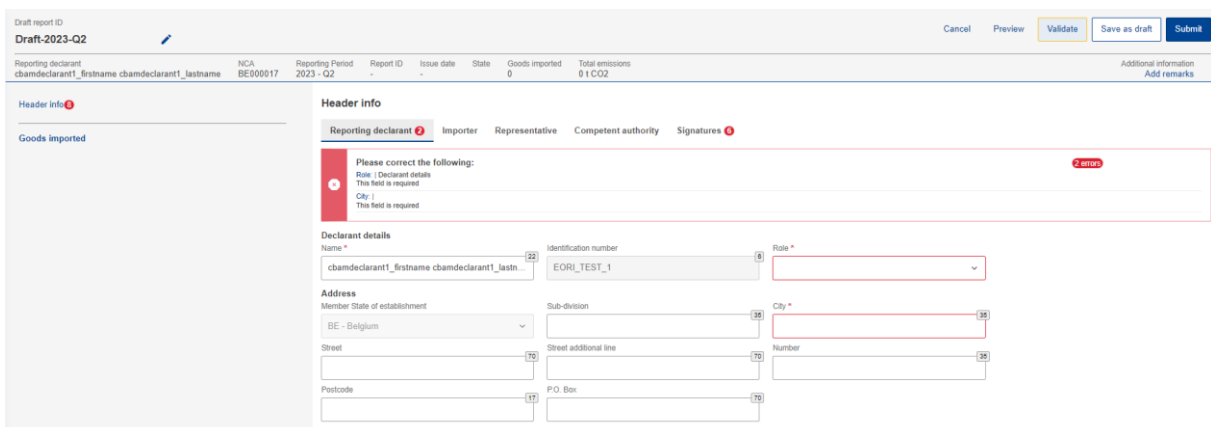 Draft report ID
Draft-2023-Q2
Cancel Preview Validate Save as draft Submit
Reporting declarant NCA Reporting Period Report ID Issue date State Goods imported Total emissions Additional information
cbamdeclarant1_firstname cbamdeclarant1_lastname BE000017 2023 - Q2 - - 0 0 t CO2 Add remarks
Header info 8
Goods imported
Header info
Reporting declarant 2 Importer Representative Competent authority Signatures 6
Please correct the following: 2 errors
Role: | Declarant details
This field is required
City: |
This field is required
Declarant details
Name * Identification number Role *
22 6
cbamdeclarant1_firstname cbamdeclarant1_lastn... EORI_TEST_1
Address
Member State of establishment Sub-division City *
35 35
BE - Belgium
Street Street additional line Number
70 70 35
Postcode P.O. Box
17 70